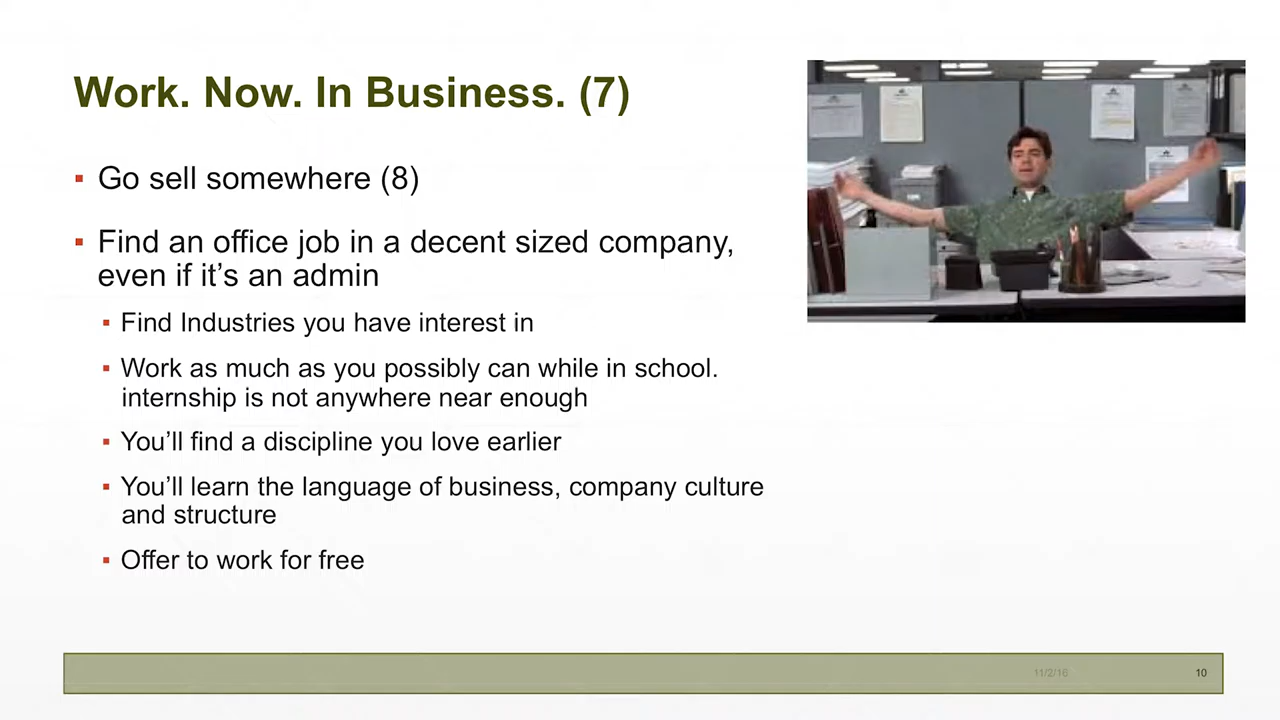 Work. Now. In Business. (7)
▪ Go sell somewhere (8)
▪ Find an office job in a decent sized company,
even if it’s an admin
▪ Find Industries you have interest in
▪ Work as much as you possibly can while in school.
internship is not anywhere near enough
▪ You’ll find a discipline you love earlier
▪ You’ll learn the language of business, company culture
and structure
▪ Offer to work for free
11/2/16
10